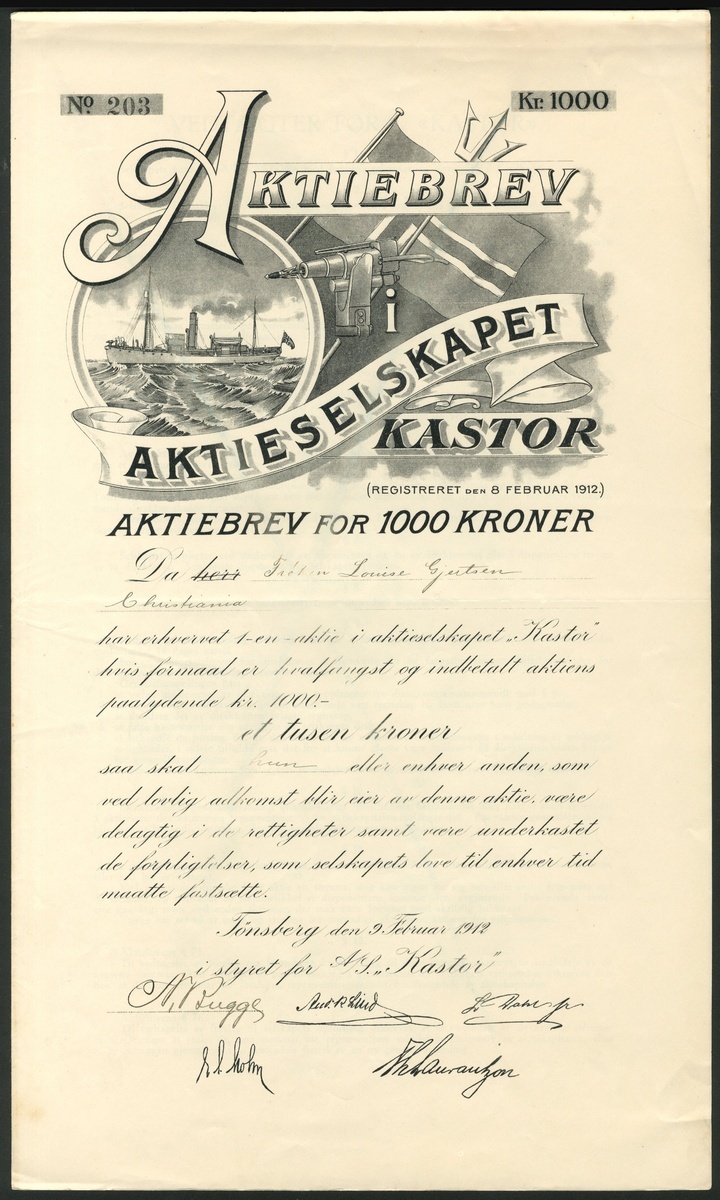 No 203
Kr. 1000
AKTIEBREV
i
AKTIESELSKAPET
KASTOR
(REGISTRERET DEN 8 FEBRUAR 1912.)
AKTIEBREV FOR 1000 KRONER
Da herr Frøken Louise Gjertsen
Christiania
har erhvervet 1-en-aktie i aktieselskapet „Kastor"
hvis formaal er hvalfangst og indbetalt aktiens
paalydende kr. 1000.-
et tusen kroner
saa skal hun eller enhver anden, som
ved lovlig adkomst blir eier av denne aktie, være
delagtig i de rettigheter samt være underkastet
de forpligtelser, som selskapets love til enhver tid
maatte fastsætte.
Tönsberg den 9 Februar 1912
i styret for A/S. „Kastor"
N. Bugge